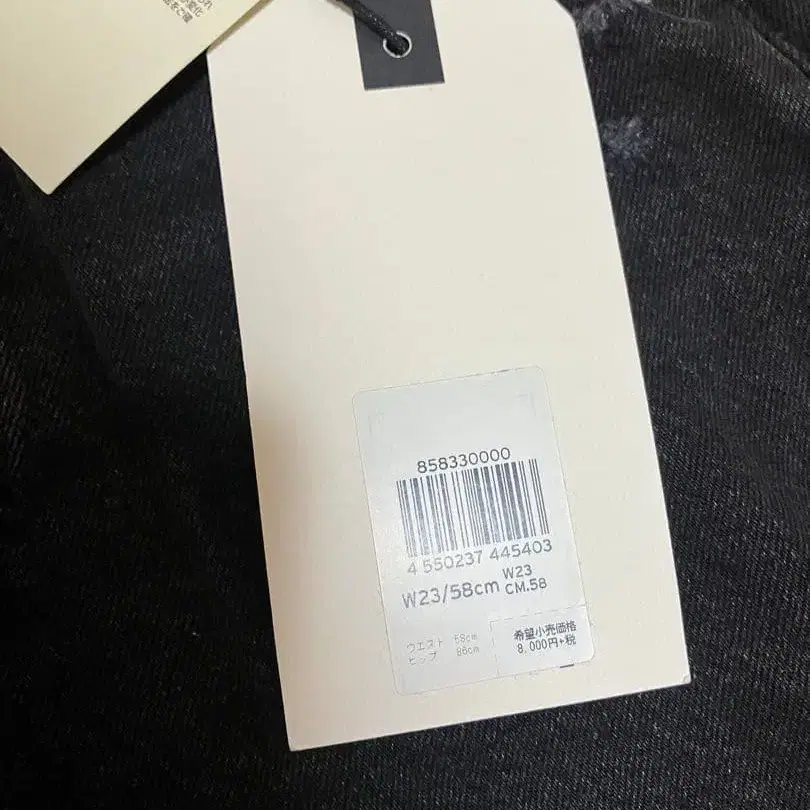 858330000
4 550237 445403
W23/58cm
W23
CM.58
ウエスト 58cm
ヒップ 86cm
希望小売価格
8,000円+税